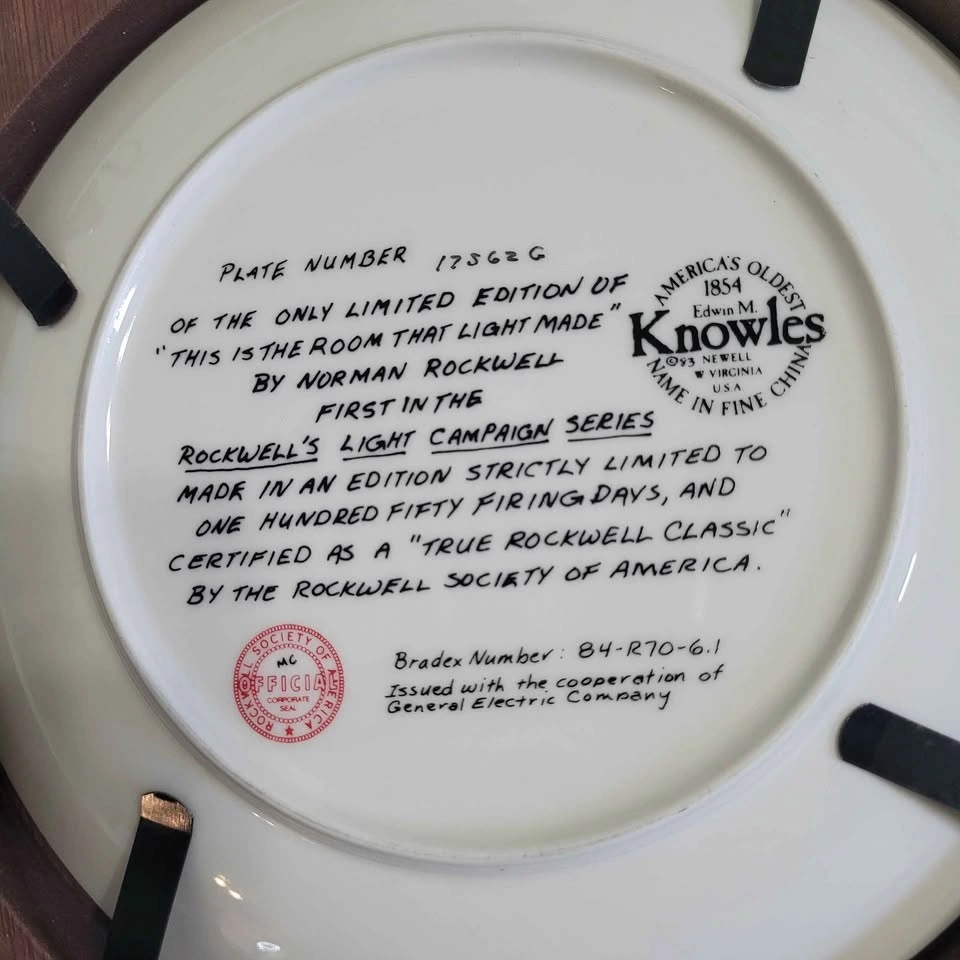 PLATE NUMBER 17562G
OF THE ONLY LIMITED EDITION OF
"THIS IS THE ROOM THAT LIGHT MADE"
BY NORMAN ROCKWELL
FIRST IN THE
ROCKWELL'S LIGHT CAMPAIGN SERIES
MADE IN AN EDITION STRICTLY LIMITED TO
ONE HUNDRED FIFTY FIRING DAYS, AND
CERTIFIED AS A "TRUE ROCKWELL CLASSIC"
BY THE ROCKWELL SOCIETY OF AMERICA.
AMERICA'S OLDEST
1854
Edwin M.
Knowles
©83 NEWELL
W VIRGINIA
U.S.A
NAME IN FINE CHINA
ROCKWELL SOCIETY OF AMERICA
MC
OFFICIAL
CORPORATE
SEAL
Bradex Number: 84-R70-6.1
Issued with the cooperation of
General Electric Company